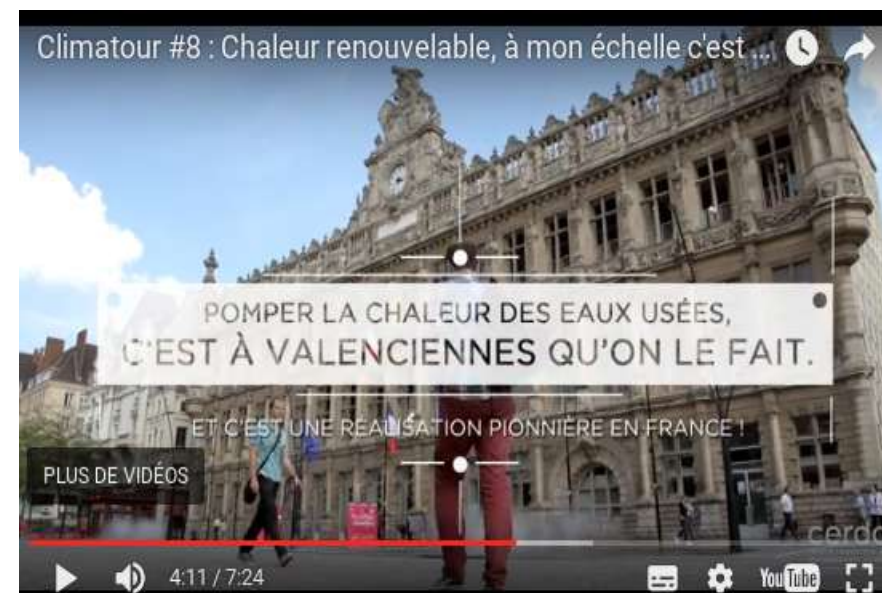 Climatour #8 : Chaleur renouvelable, à mon échelle c'est ...
POMPER LA CHALEUR DES EAUX USÉES,
C'EST À VALENCIENNES QU'ON LE FAIT.
ET C'EST UNE RÉALISATION PIONNIÈRE EN FRANCE !
PLUS DE VIDÉOS
cerdd
4:11 / 7:24
YouTube